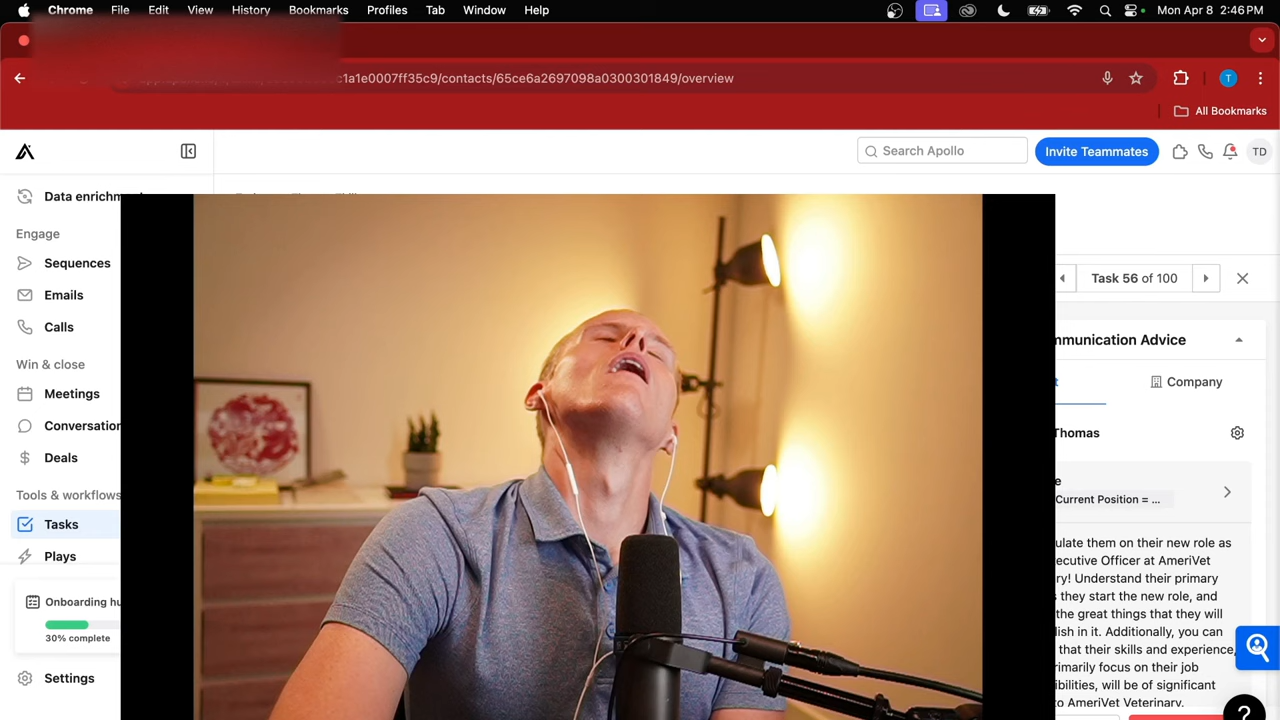 Chrome File Edit View History Bookmarks Profiles Tab Window Help Mon Apr 8 2:46 PM
c1a1e0007ff35c9/contacts/65ce6a2697098a0300301849/overview T
All Bookmarks
Search Apollo Invite Teammates TD
Data enrichm
Engage
Sequences
Emails
Calls
Win & close
Meetings
Conversation
Deals
Tools & workflows
Tasks
Plays
Onboarding hu
30% complete
Settings
Task 56 of 100
mmunication Advice
Company
Thomas
e
Current Position = ...
ulate them on their new role as
ecutive Officer at AmeriVet
ry! Understand their primary
s they start the new role, and
the great things that they will
lish in it. Additionally, you can
that their skills and experience,
rimarily focus on their job
ibilities, will be of significant
to AmeriVet Veterinary.
?